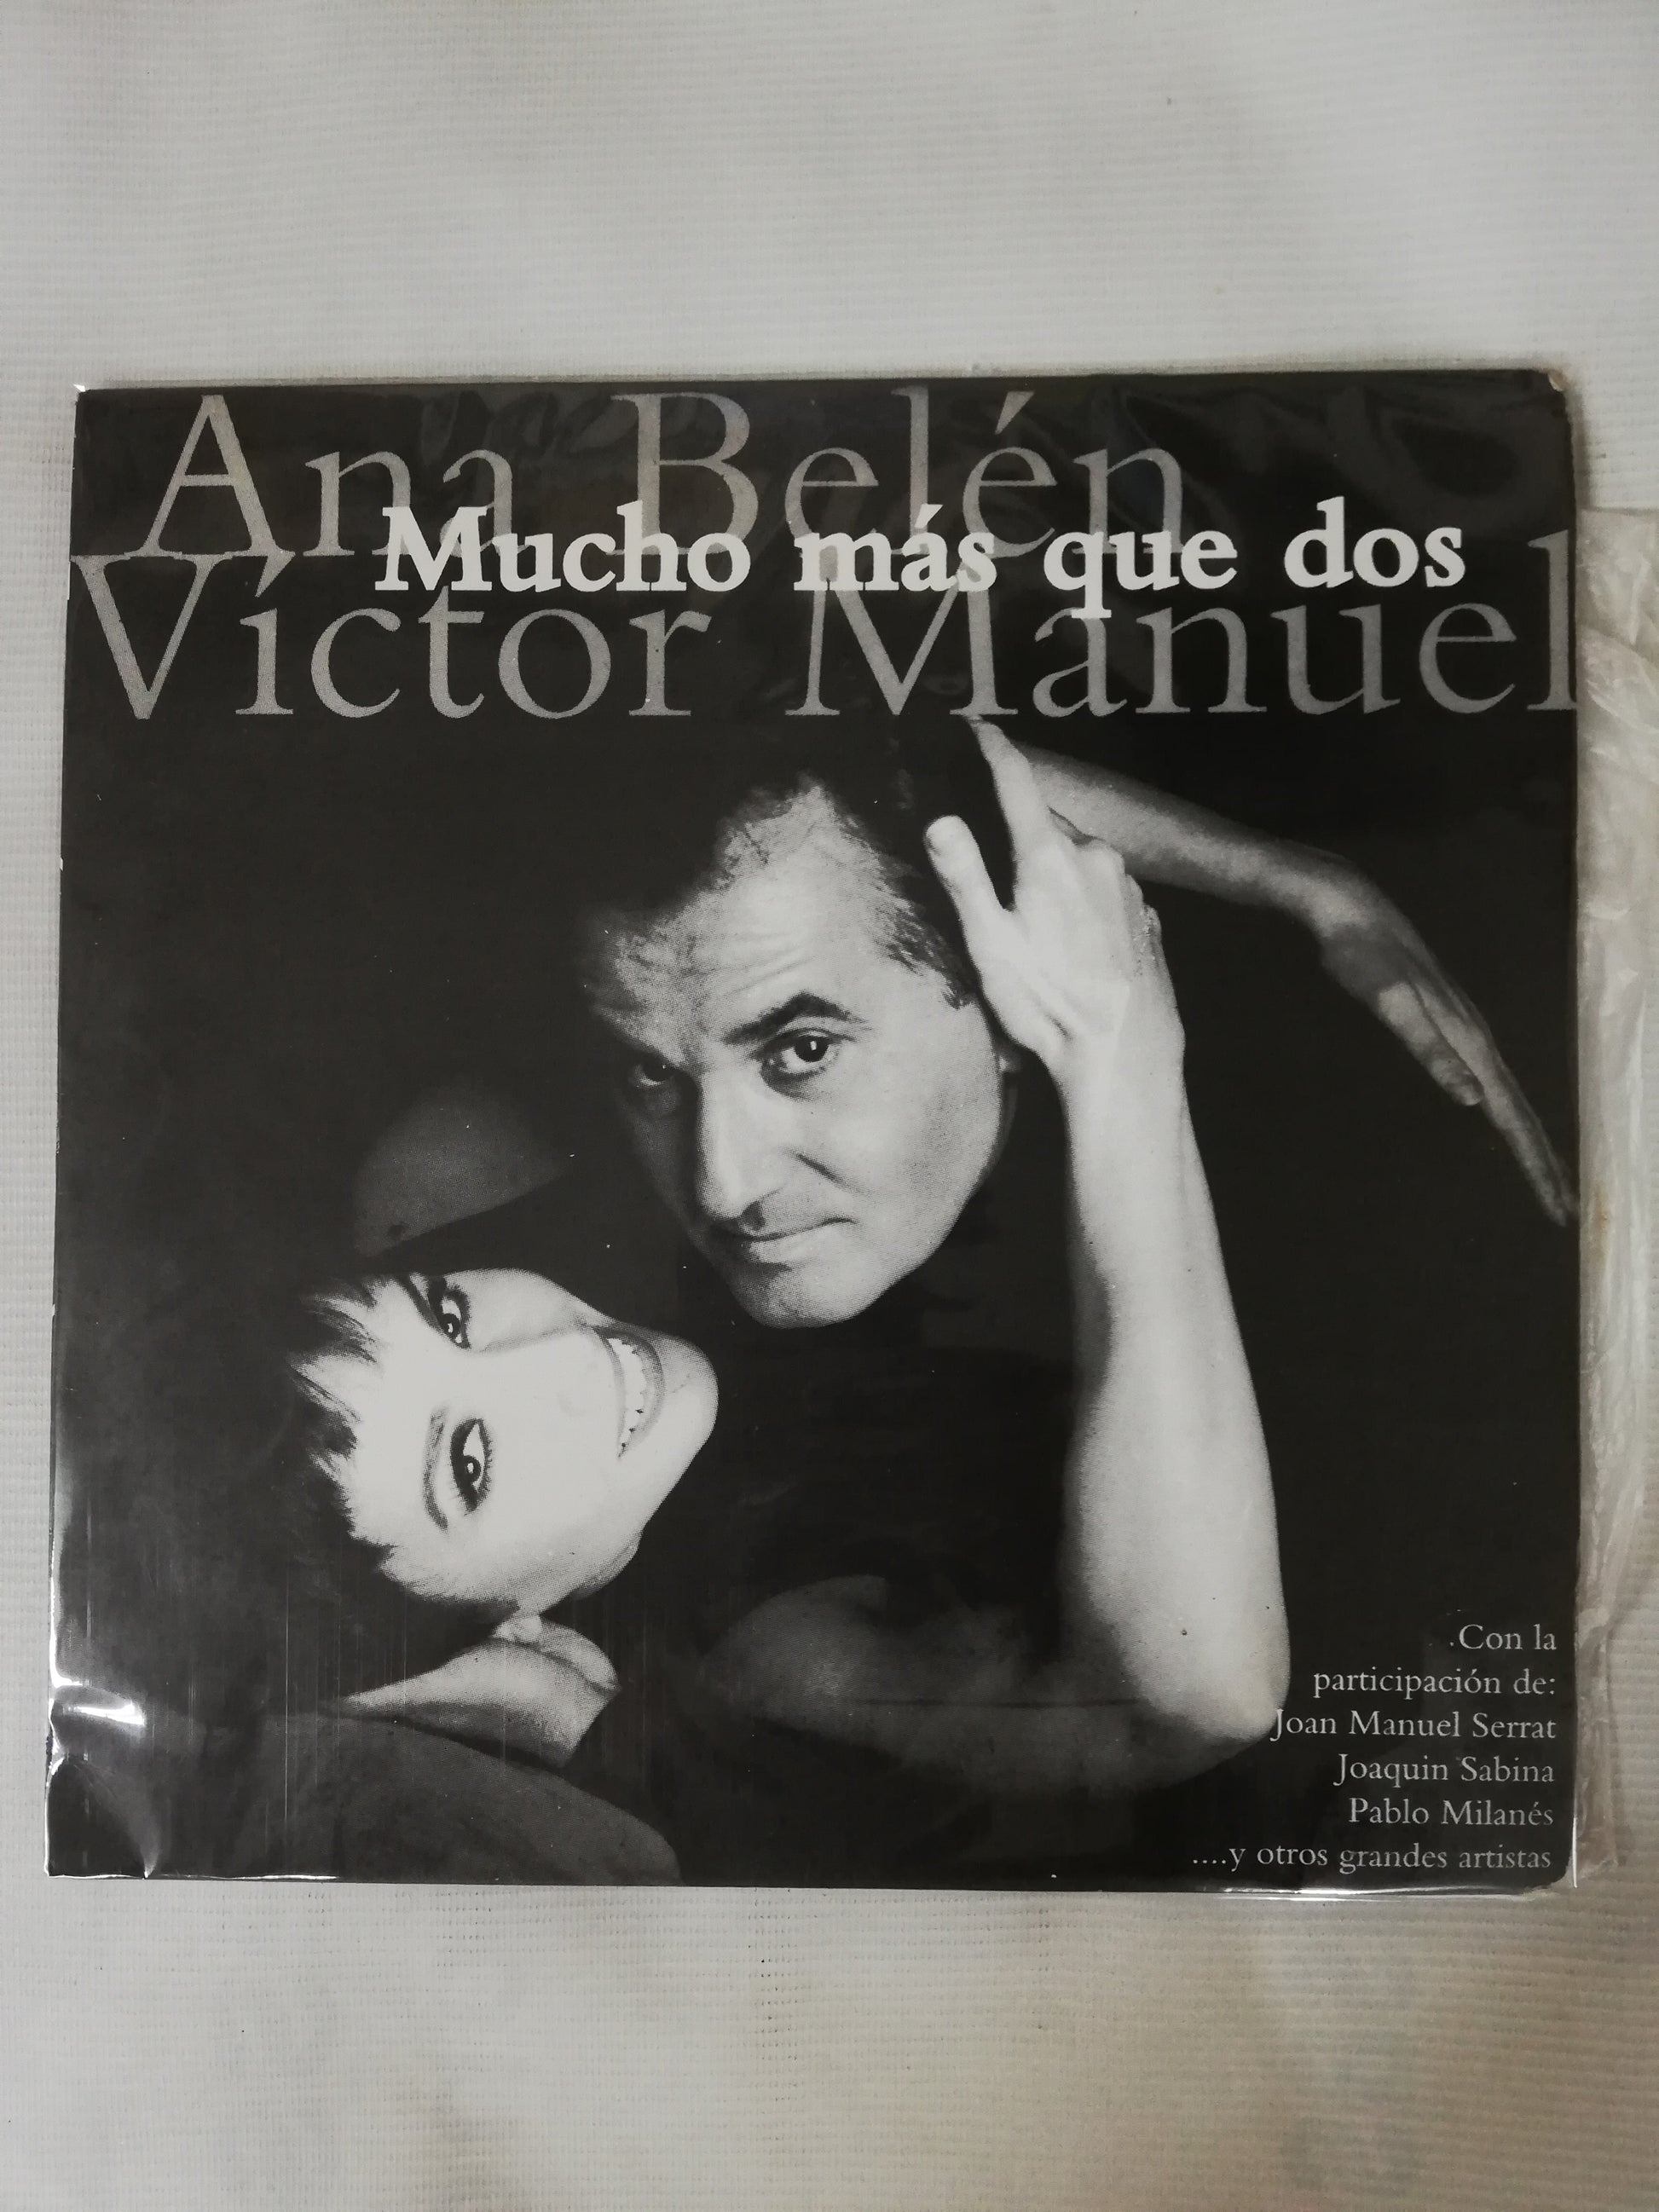 Ana Belén
Mucho más que dos
Víctor Manuel
.Con la
participación de:
Joan Manuel Serrat
Joaquin Sabina
Pablo Milanés
....y otros grandes artistas